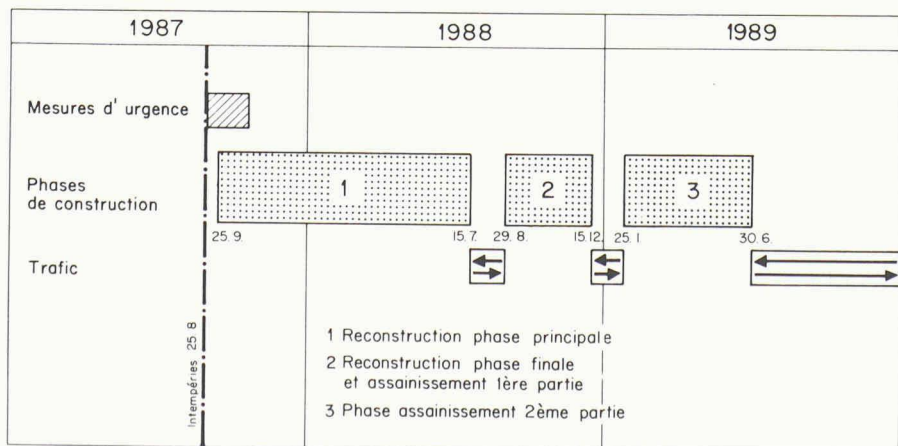 1987 1988 1989
Mesures d' urgence
Phases
de construction
1 2 3
25.9. 15.7. 29.8. 15.12. 25.1. 30.6.
Trafic
Intempéries 25.8
1 Reconstruction phase principale
2 Reconstruction phase finale
et assainissement 1ère partie
3 Phase assainissement 2ème partie